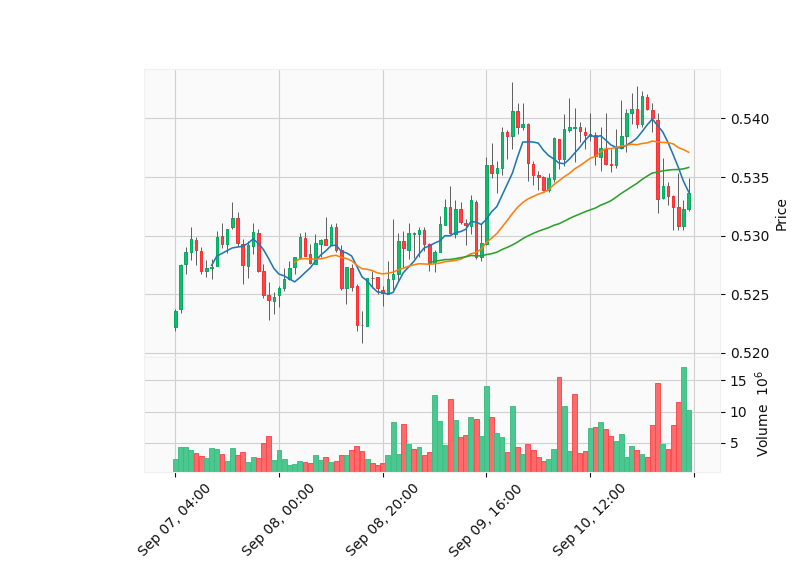 0.540
0.535
0.530
0.525
0.520
Price
15
10
5
Volume 10^6
Sep 07, 04:00
Sep 08, 00:00
Sep 08, 20:00
Sep 09, 16:00
Sep 10, 12:00